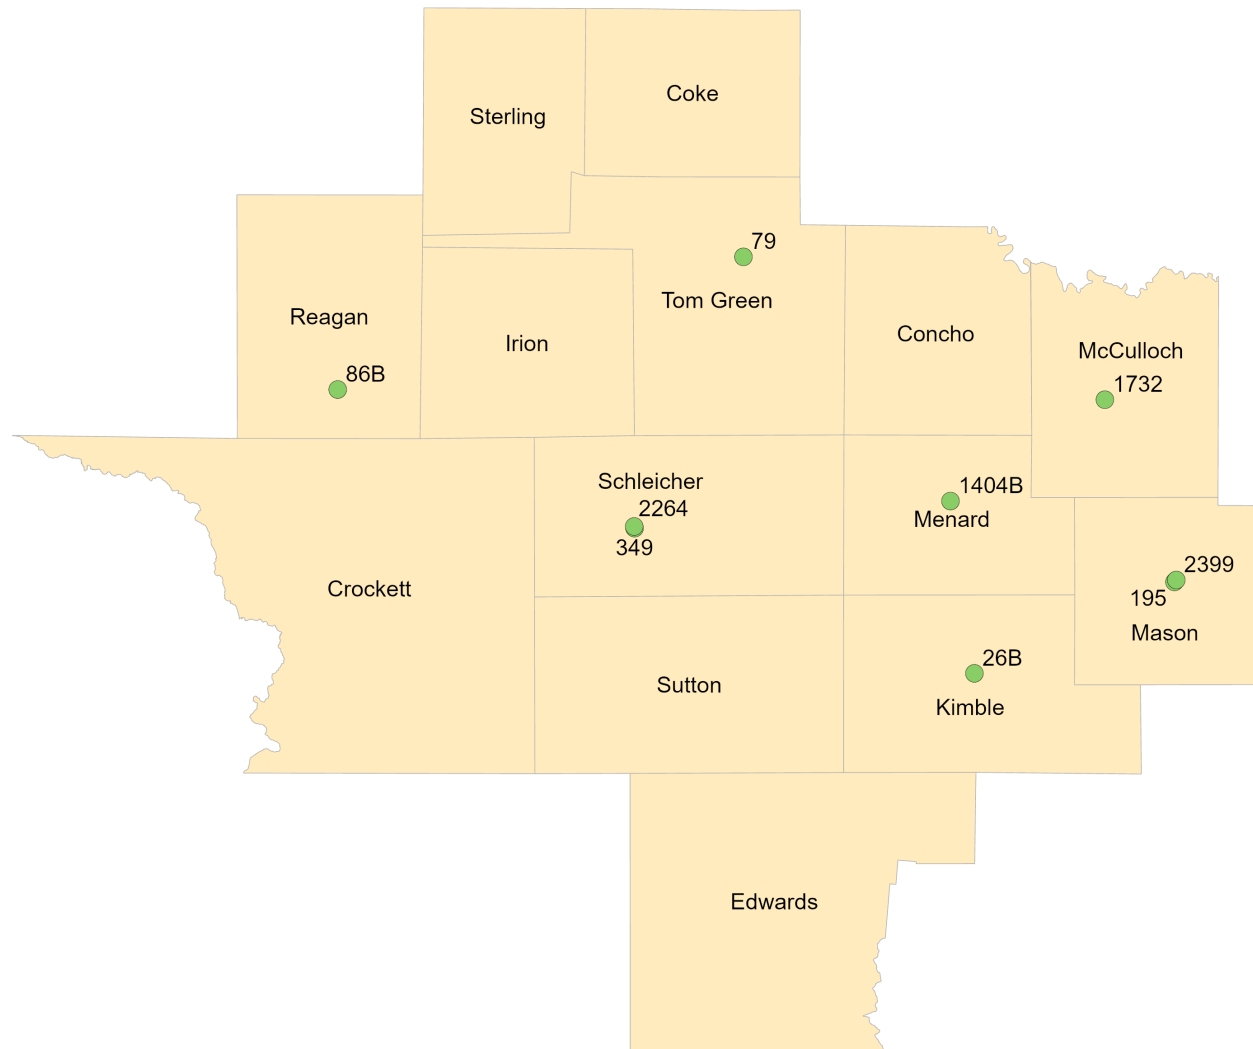 Coke
Sterling
79
Tom Green
Reagan
Irion
Concho
McCulloch
86B
1732
Schleicher
2264
349
1404B
Menard
Crockett
2399
195
Mason
26B
Sutton
Kimble
Edwards